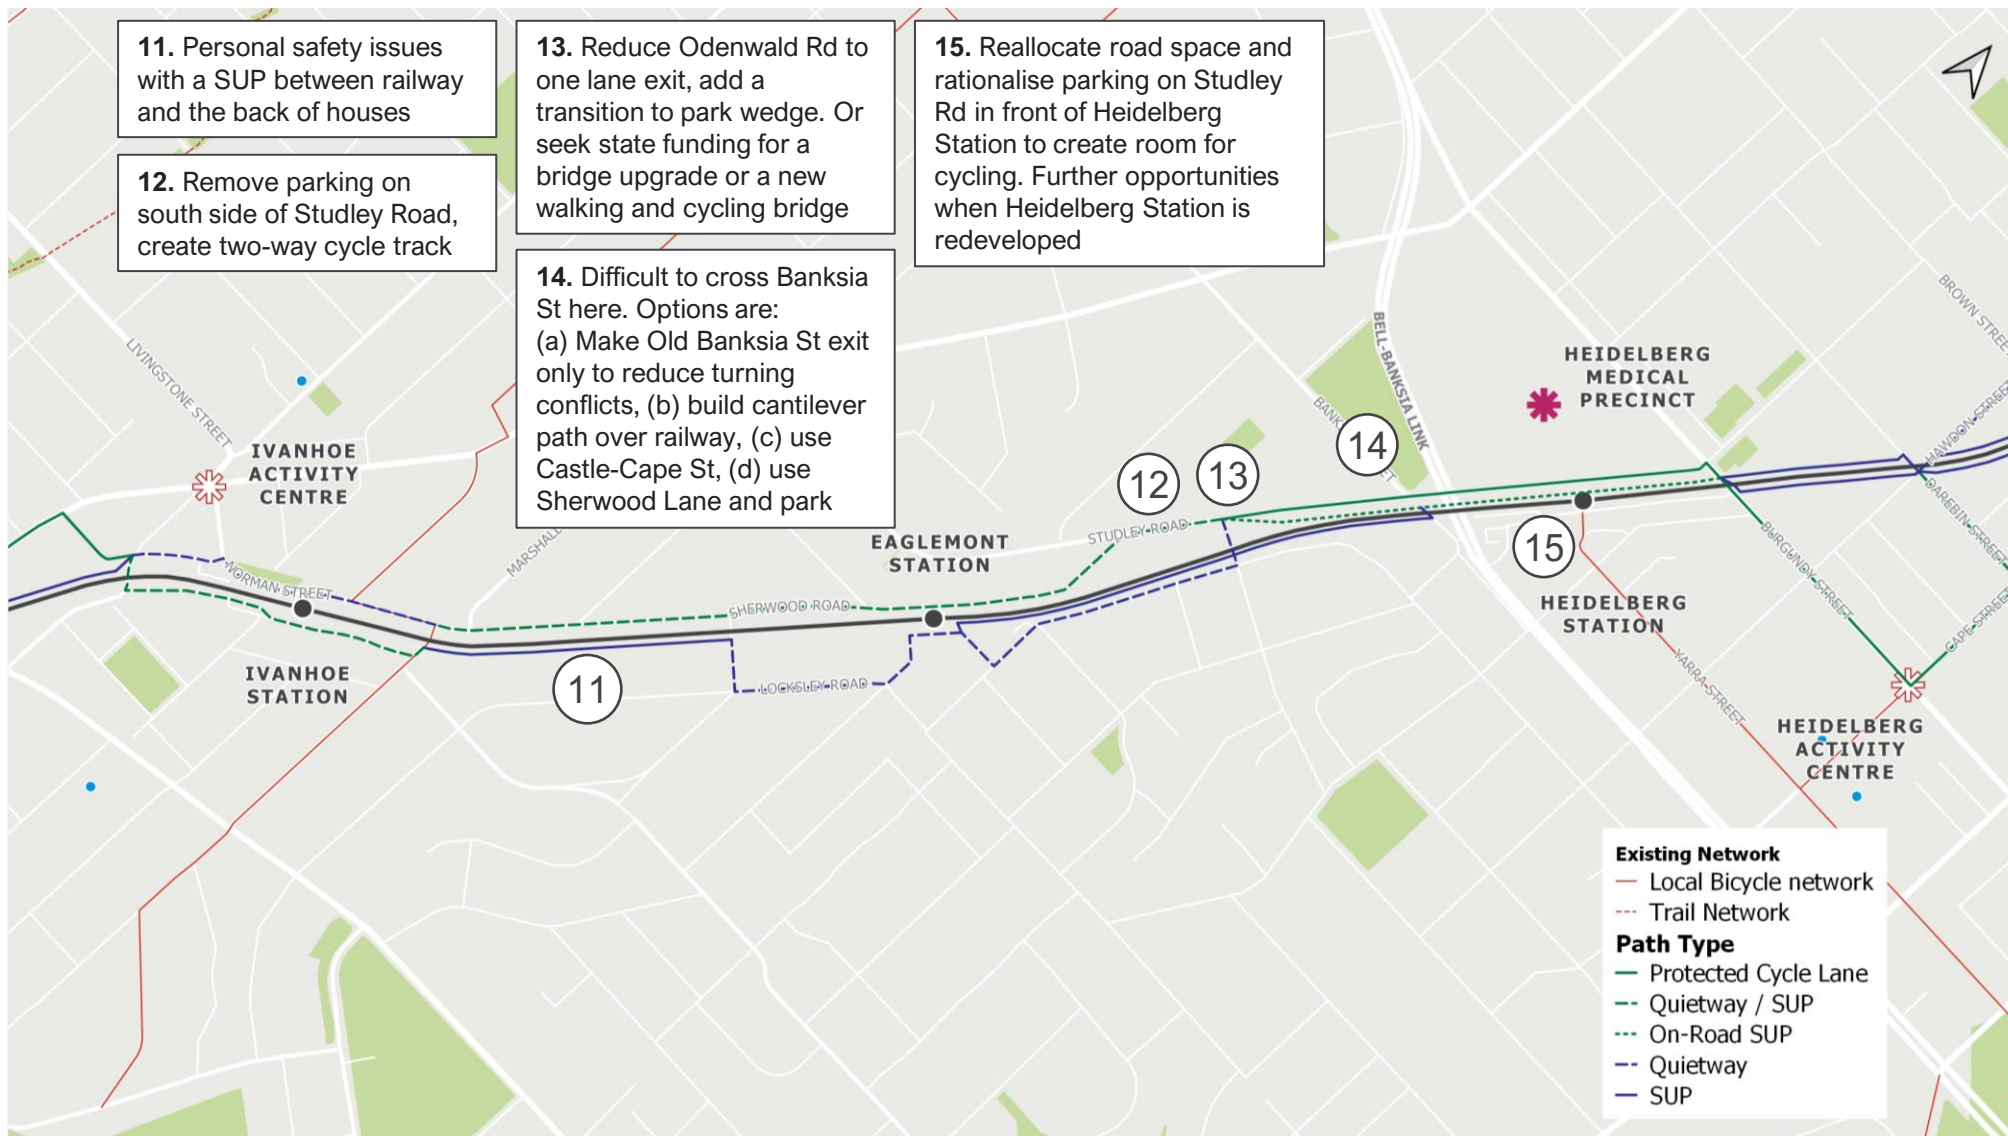 11. Personal safety issues
with a SUP between railway
and the back of houses
12. Remove parking on
south side of Studley Road,
create two-way cycle track
13. Reduce Odenwald Rd to
one lane exit, add a
transition to park wedge. Or
seek state funding for a
bridge upgrade or a new
walking and cycling bridge
14. Difficult to cross Banksia
St here. Options are:
(a) Make Old Banksia St exit
only to reduce turning
conflicts, (b) build cantilever
path over railway, (c) use
Castle-Cape St, (d) use
Sherwood Lane and park
15. Reallocate road space and
rationalise parking on Studley
Rd in front of Heidelberg
Station to create room for
cycling. Further opportunities
when Heidelberg Station is
redeveloped
LIVINGSTONE STREET
IVANHOE
ACTIVITY
CENTRE
NORMAN STREET
IVANHOE
STATION
MARSHALL
11
SHERWOOD ROAD
LOCKSLEY ROAD
EAGLEMONT
STATION
STUDLEY ROAD
12
13
14
BELL-BANKSIA LINK
HEIDELBERG
MEDICAL
PRECINCT
15
HEIDELBERG
STATION
YARRA STREET
BURGUNDY STREET
BROWN STREET
HAWDON STREET
DAREBIN STREET
CAPE STREET
HEIDELBERG
ACTIVITY
CENTRE
Existing Network
Local Bicycle network
Trail Network
Path Type
Protected Cycle Lane
Quietway / SUP
On-Road SUP
Quietway
SUP